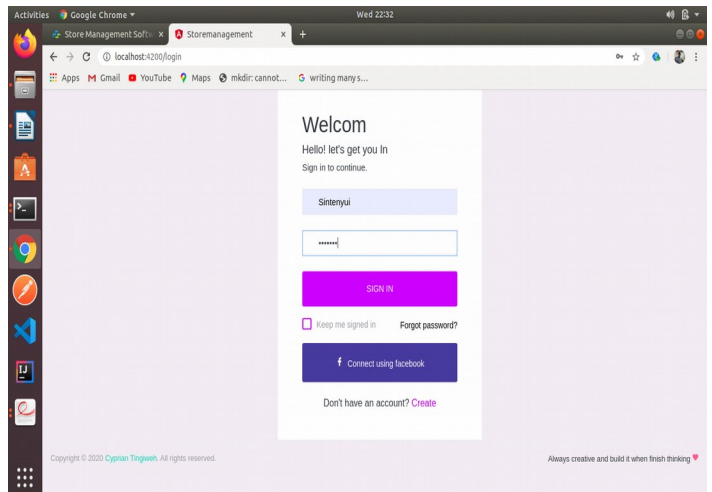 Activities Google Chrome Wed 22:32
Store Management Softw Storemanagement
localhost:4200/login
Apps Gmail YouTube Maps mkdir: cannot... writing many s...
Welcom
Hello! let's get you In
Sign in to continue.
Sintenyui
•••••••
SIGN IN
Keep me signed in Forgot password?
Connect using facebook
Don't have an account? Create
Copyright © 2020 Cyprian Tingiweh. All rights reserved. Always creative and build it when finish thinking